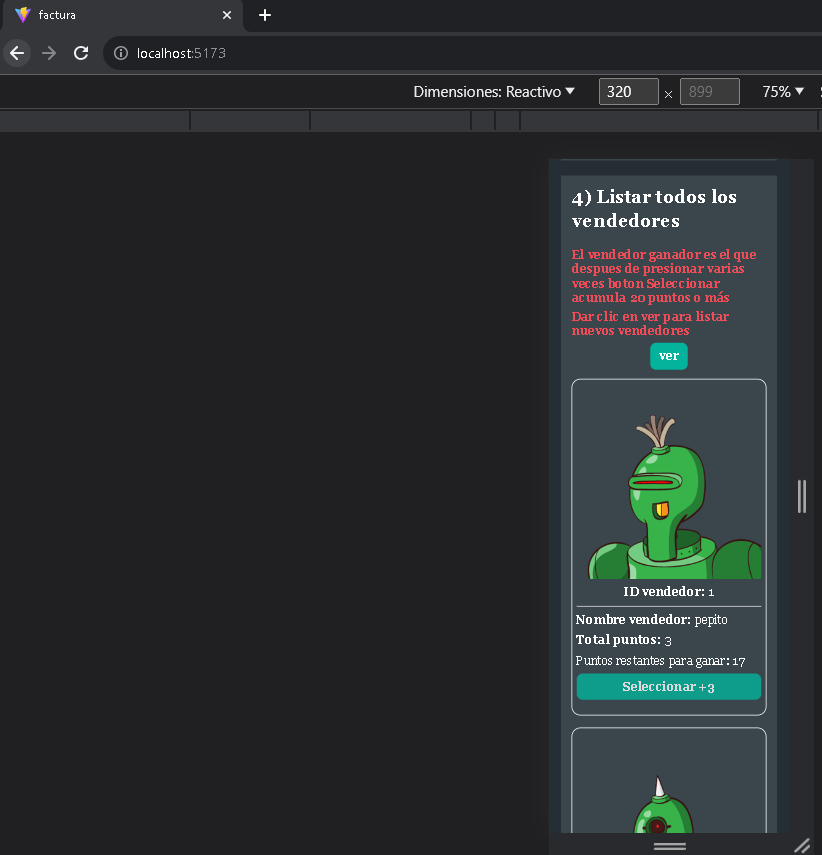 factura
localhost:5173
Dimensiones: Reactivo 320 × 899 75%
4) Listar todos los
vendedores
El vendedor ganador es el que
despues de presionar varias
veces boton Seleccionar
acumula 20 puntos o más
Dar clic en ver para listar
nuevos vendedores
ver
ID vendedor: 1
Nombre vendedor: pepito
Total puntos: 3
Puntos restantes para ganar: 17
Seleccionar +3